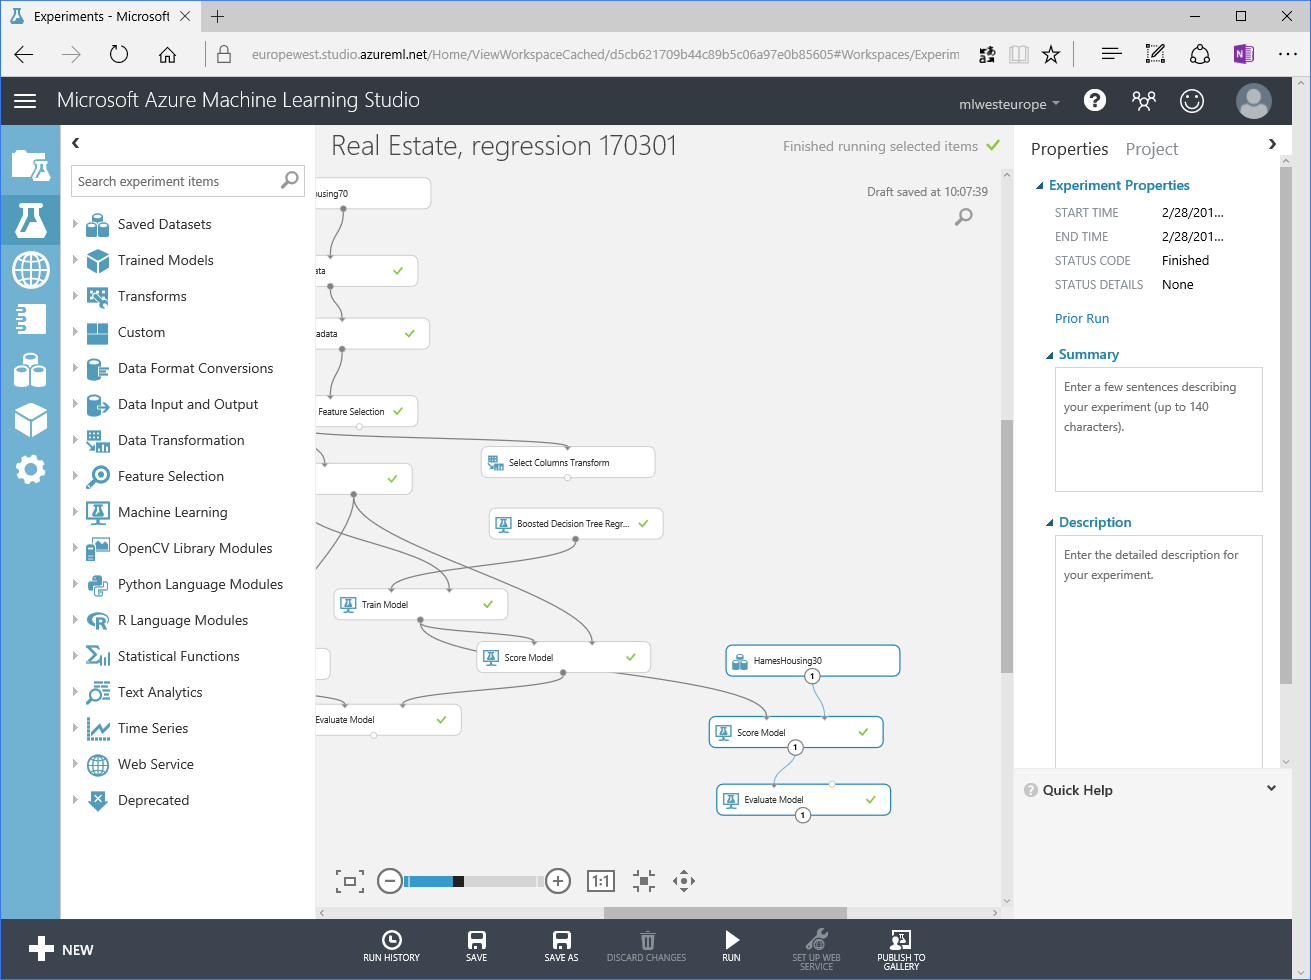 Experiments - Microsoft
europewest.studio.azureml.net/Home/ViewWorkspaceCached/d5cb621709b44c89b5c06a97e0b85605#Workspaces/Experim
Microsoft Azure Machine Learning Studio
mlwesteurope
Search experiment items
Saved Datasets
Trained Models
Transforms
Custom
Data Format Conversions
Data Input and Output
Data Transformation
Feature Selection
Machine Learning
OpenCV Library Modules
Python Language Modules
R Language Modules
Statistical Functions
Text Analytics
Time Series
Web Service
Deprecated
Real Estate, regression 170301
Finished running selected items
Draft saved at 10:07:39
ousing70
ata
adata
Feature Selection
Select Columns Transform
Boosted Decision Tree Regr...
Train Model
Score Model
HamesHousing30
1
Evaluate Model
Score Model
1
Evaluate Model
1
1:1
Properties
Project
Experiment Properties
START TIME 2/28/201...
END TIME 2/28/201...
STATUS CODE Finished
STATUS DETAILS None
Prior Run
Summary
Enter a few sentences describing
your experiment (up to 140
characters).
Description
Enter the detailed description for
your experiment.
Quick Help
NEW
RUN HISTORY
SAVE
SAVE AS
DISCARD CHANGES
RUN
SET UP WEB
SERVICE
PUBLISH TO
GALLERY